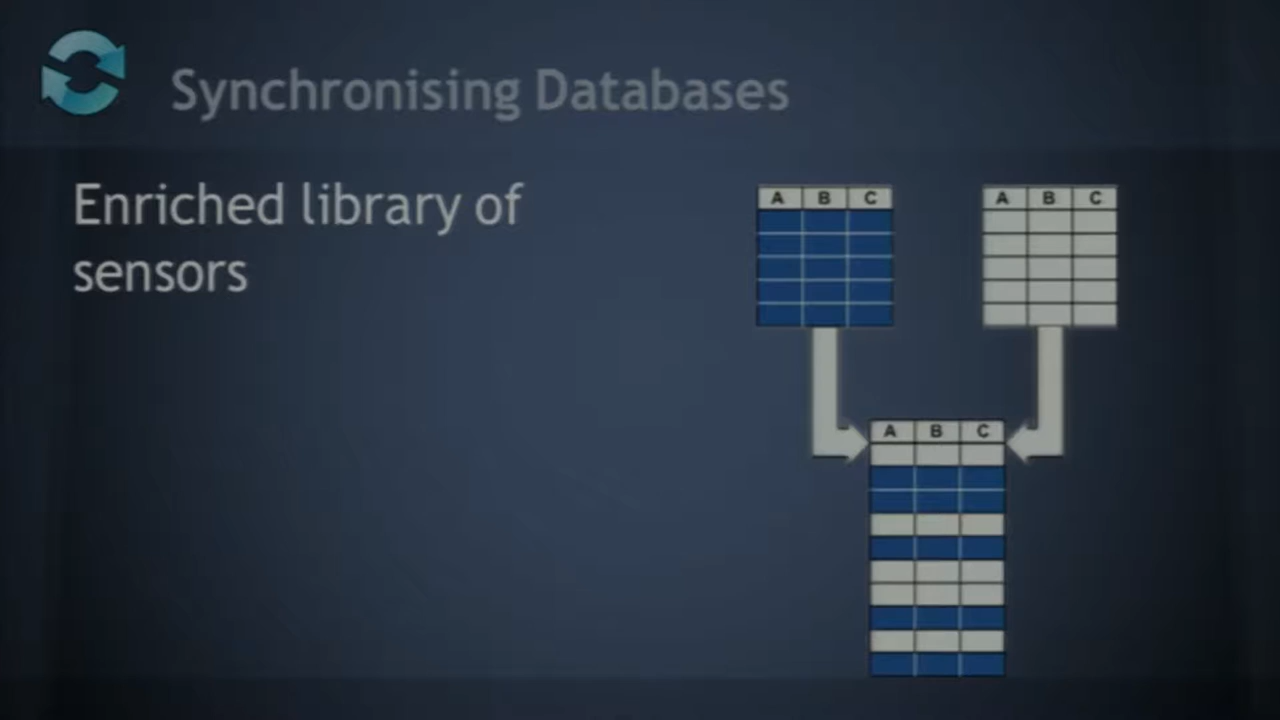 Synchronising Databases
Enriched library of
sensors
A B C
A B C
A B C